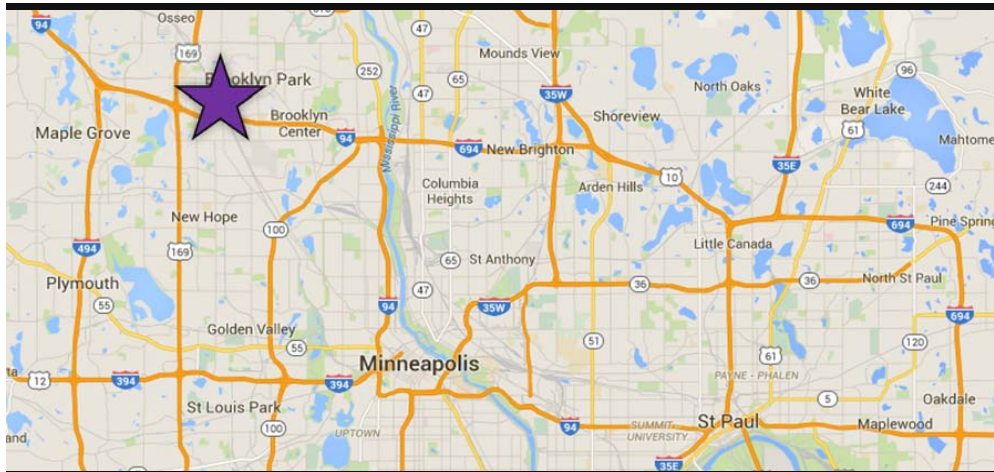 Osseo
94
47
Mounds View
169
Brooklyn Park
252
65
96
North Oaks
White
Bear Lake
47
35W
Brooklyn
Center
Shoreview
61
Maple Grove
94
Mississippi River
694
New Brighton
Mahtome
35E
10
Columbia
Heights
Arden Hills
244
New Hope
100
694
Pine Spring
494
169
Little Canada
65
St Anthony
Plymouth
47
36
36
North St Paul
55
94
35W
694
Golden Valley
55
51
61
120
Minneapolis
ta
12
394
394
PAYNE - PHALEN
5
Oakdale
St Louis Park
100
UPTOWN
94
SUMMIT-
UNIVERSITY
St Paul
Maplewood
and
35E